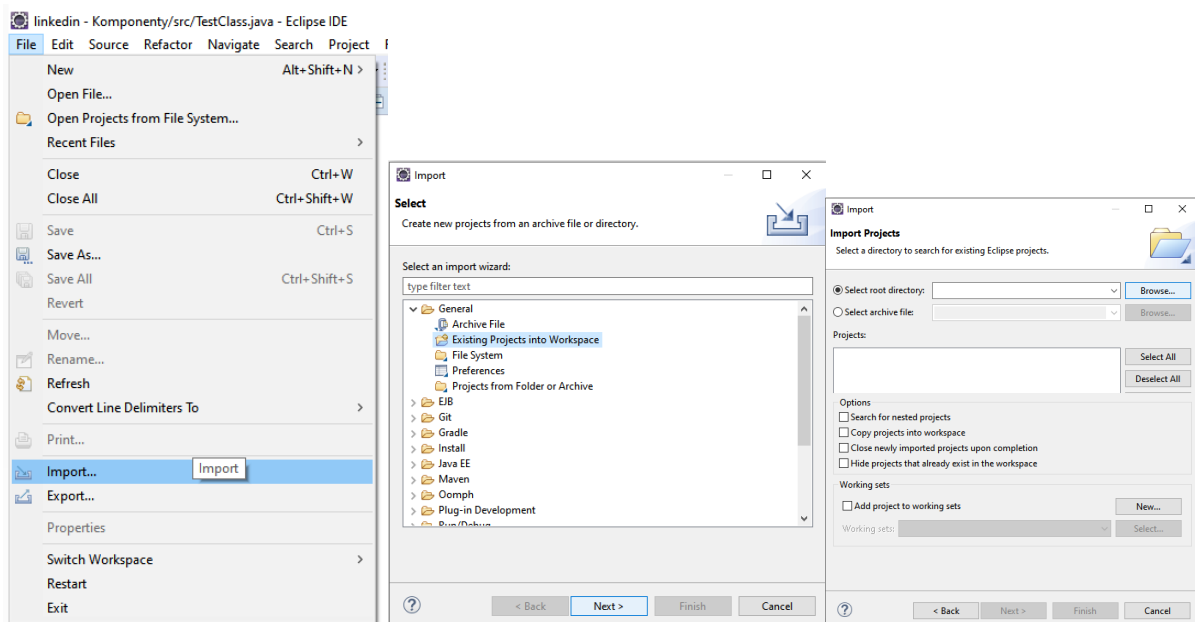 linkedin - Komponenty/src/TestClass.java - Eclipse IDE
File Edit Source Refactor Navigate Search Project
New Alt+Shift+N >
Open File...
Open Projects from File System...
Recent Files >
Close Ctrl+W
Close All Ctrl+Shift+W
Save Ctrl+S
Save As...
Save All Ctrl+Shift+S
Revert
Move...
Rename...
Refresh
Convert Line Delimiters To >
Print...
Import... Import
Export...
Properties
Switch Workspace >
Restart
Exit
Import
Select
Create new projects from an archive file or directory.
Select an import wizard:
type filter text
General
Archive File
Existing Projects into Workspace
File System
Preferences
Projects from Folder or Archive
EJB
Git
Gradle
Install
Java EE
Maven
Oomph
Plug-in Development
Run/Debug
? < Back Next > Finish Cancel
Import
Import Projects
Select a directory to search for existing Eclipse projects.
Select root directory: Browse...
Select archive file: Browse...
Projects:
Select All
Deselect All
Options
Search for nested projects
Copy projects into workspace
Close newly imported projects upon completion
Hide projects that already exist in the workspace
Working sets
Add project to working sets New...
Working sets: Select...
? < Back Next > Finish Cancel